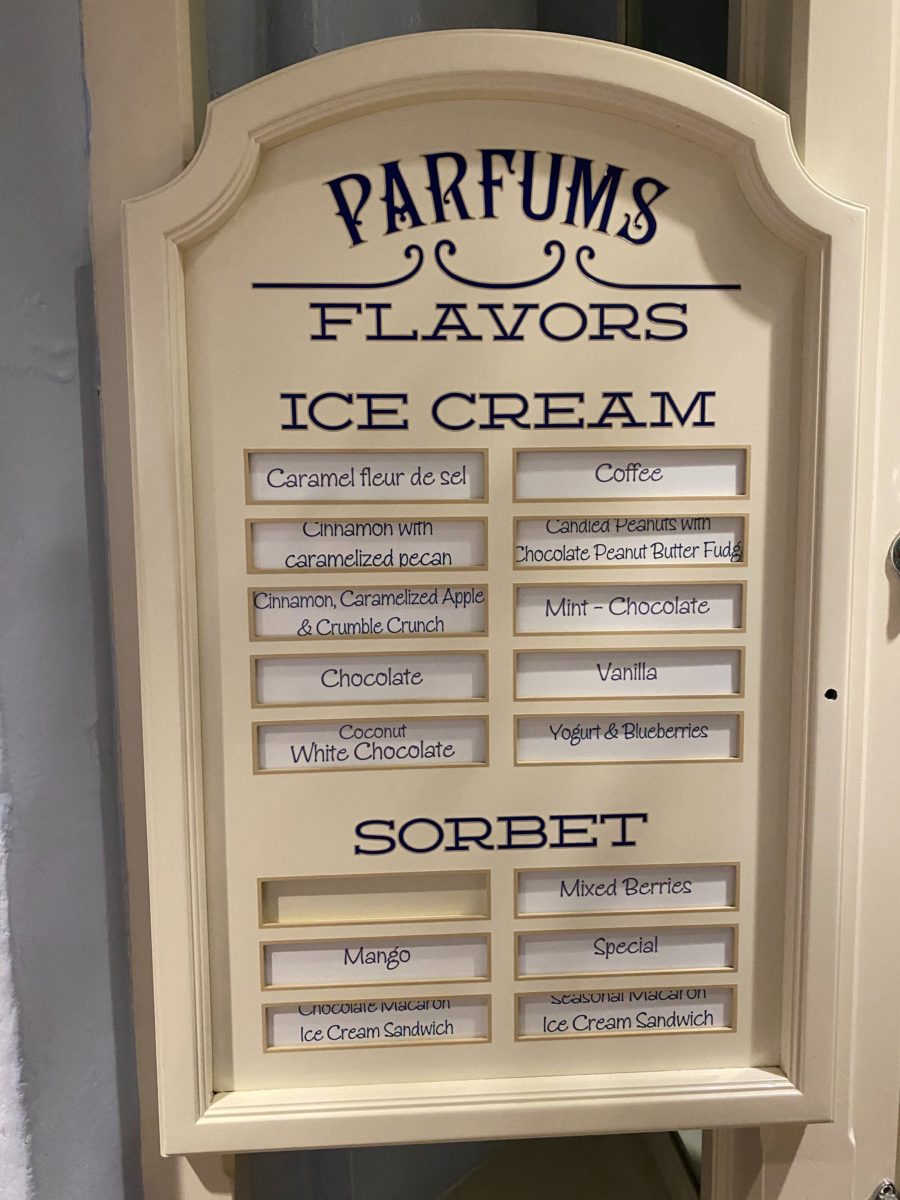 PARFUMS
FLAVORS
ICE CREAM
Caramel fleur de sel
Coffee
Cinnamon with
caramelized pecan
Candied Peanuts with
Chocolate Peanut Butter Fudg
Cinnamon, Caramelized Apple
& Crumble Crunch
Mint - Chocolate
Chocolate
Vanilla
Coconut
White Chocolate
Yogurt & Blueberries
SORBET
Mixed Berries
Mango
Special
Chocolate Macaron
Ice Cream Sandwich
Seasonal Macaron
Ice Cream Sandwich